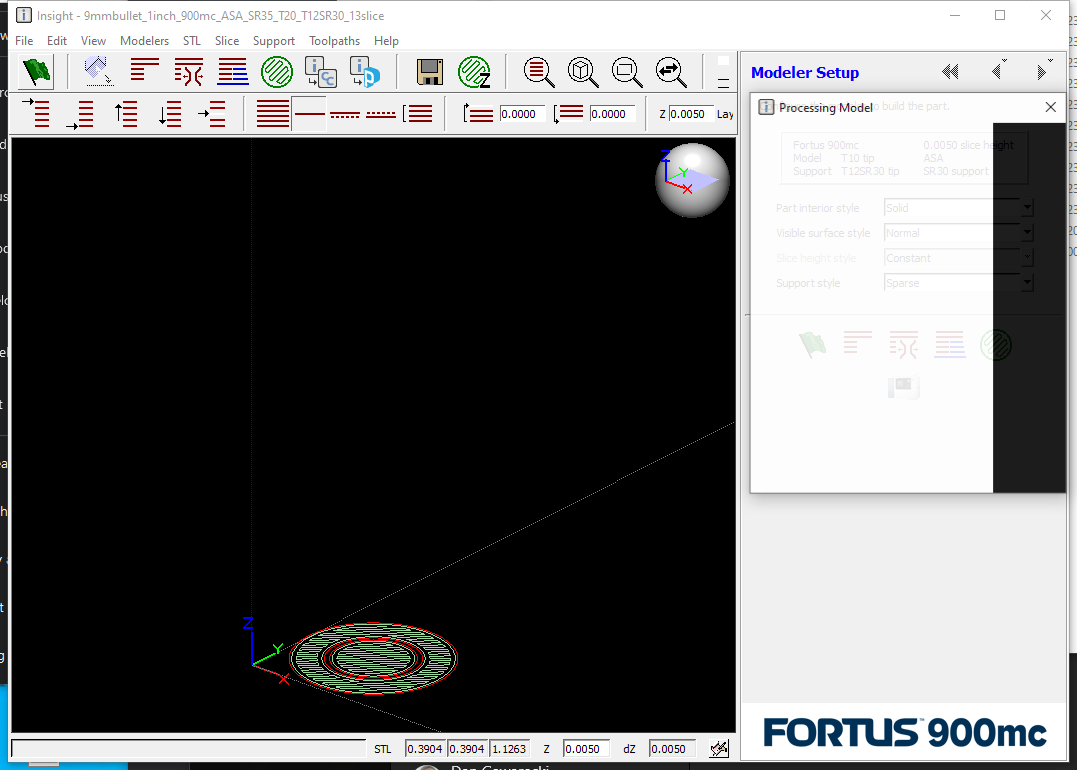 Insight - 9mmbullet_1inch_900mc_ASA_SR35_T20_T12SR30_13slice
File Edit View Modelers STL Slice Support Toolpaths Help
0.0000 0.0000 Z 0.0050 Lay
Modeler Setup
to build the part.
Processing Model
Fortus 900mc 0.0050 slice height
Model T10 tip ASA
Support T12SR30 tip SR30 support
Part interior style Solid
Visible surface style Normal
Slice height style Constant
Support style Sparse
Z
Y
X
Z
Y
X
FORTUS™ 900mc
STL 0.3904 0.3904 1.1263 Z 0.0050 dZ 0.0050